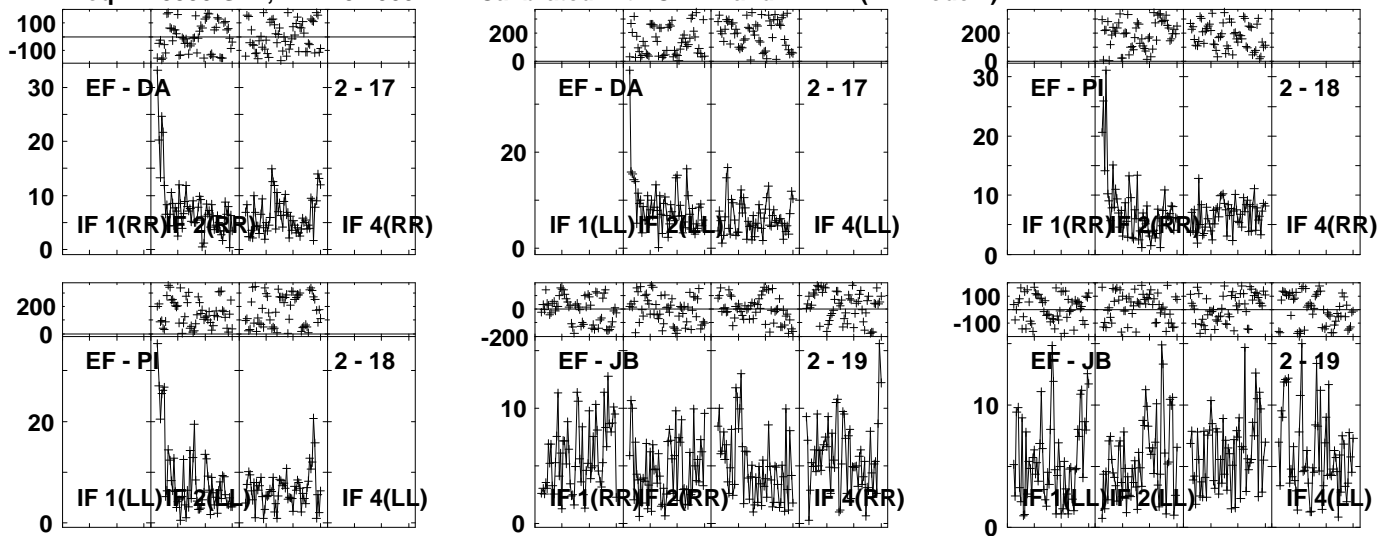 100
-100
30
20
10
0
EF - DA
2 - 17
IF 1(RR)
IF 2(RR)
IF 4(RR)
200
0
20
0
EF - DA
2 - 17
IF 1(LL)
IF 2(LL)
IF 4(LL)
200
0
30
20
10
0
EF - PI
2 - 18
IF 1(RR)
IF 2(RR)
IF 4(RR)
200
0
20
0
EF - PI
2 - 18
IF 1(LL)
IF 2(LL)
IF 4(LL)
0
-200
10
0
EF - JB
2 - 19
IF 1(RR)
IF 2(RR)
IF 4(RR)
100
-100
10
0
EF - JB
2 - 19
IF 1(LL)
IF 2(LL)
IF 4(LL)